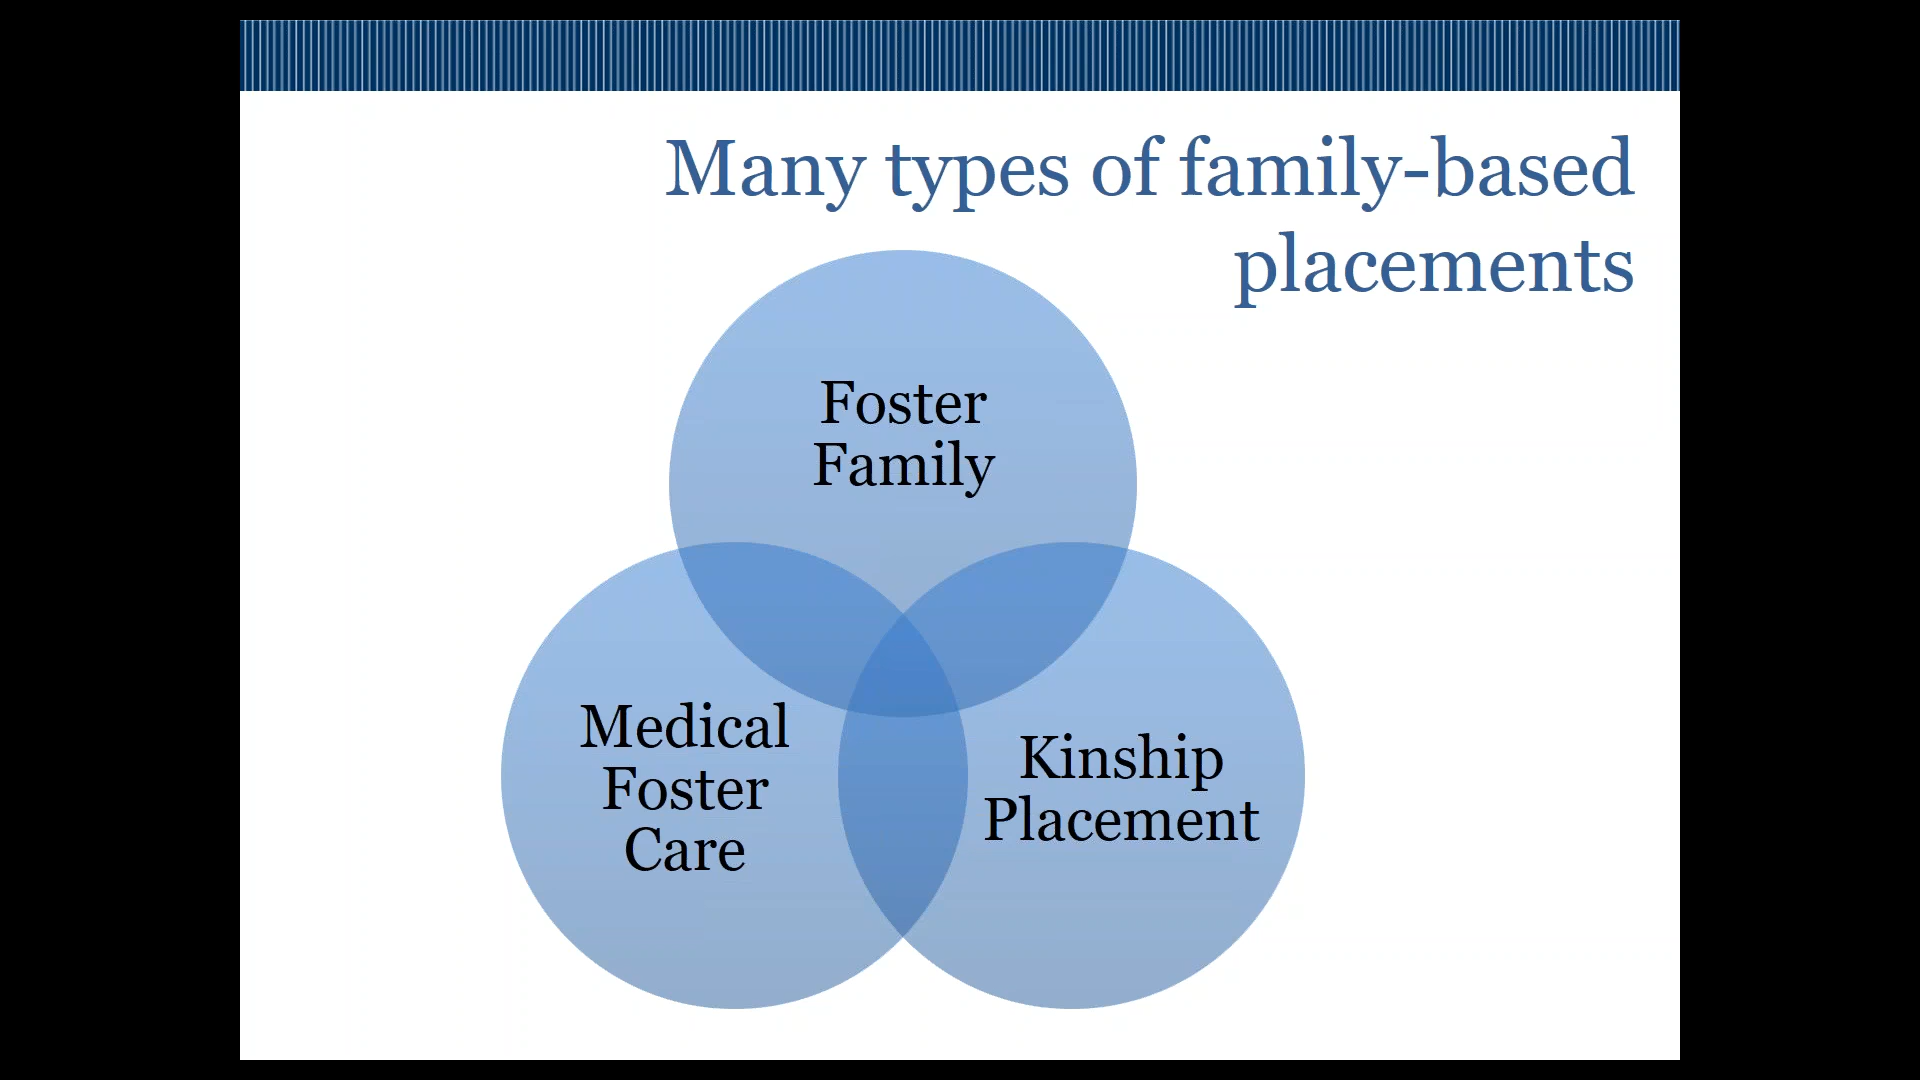 Many types of family-based
placements
Foster
Family
Medical
Foster
Care
Kinship
Placement